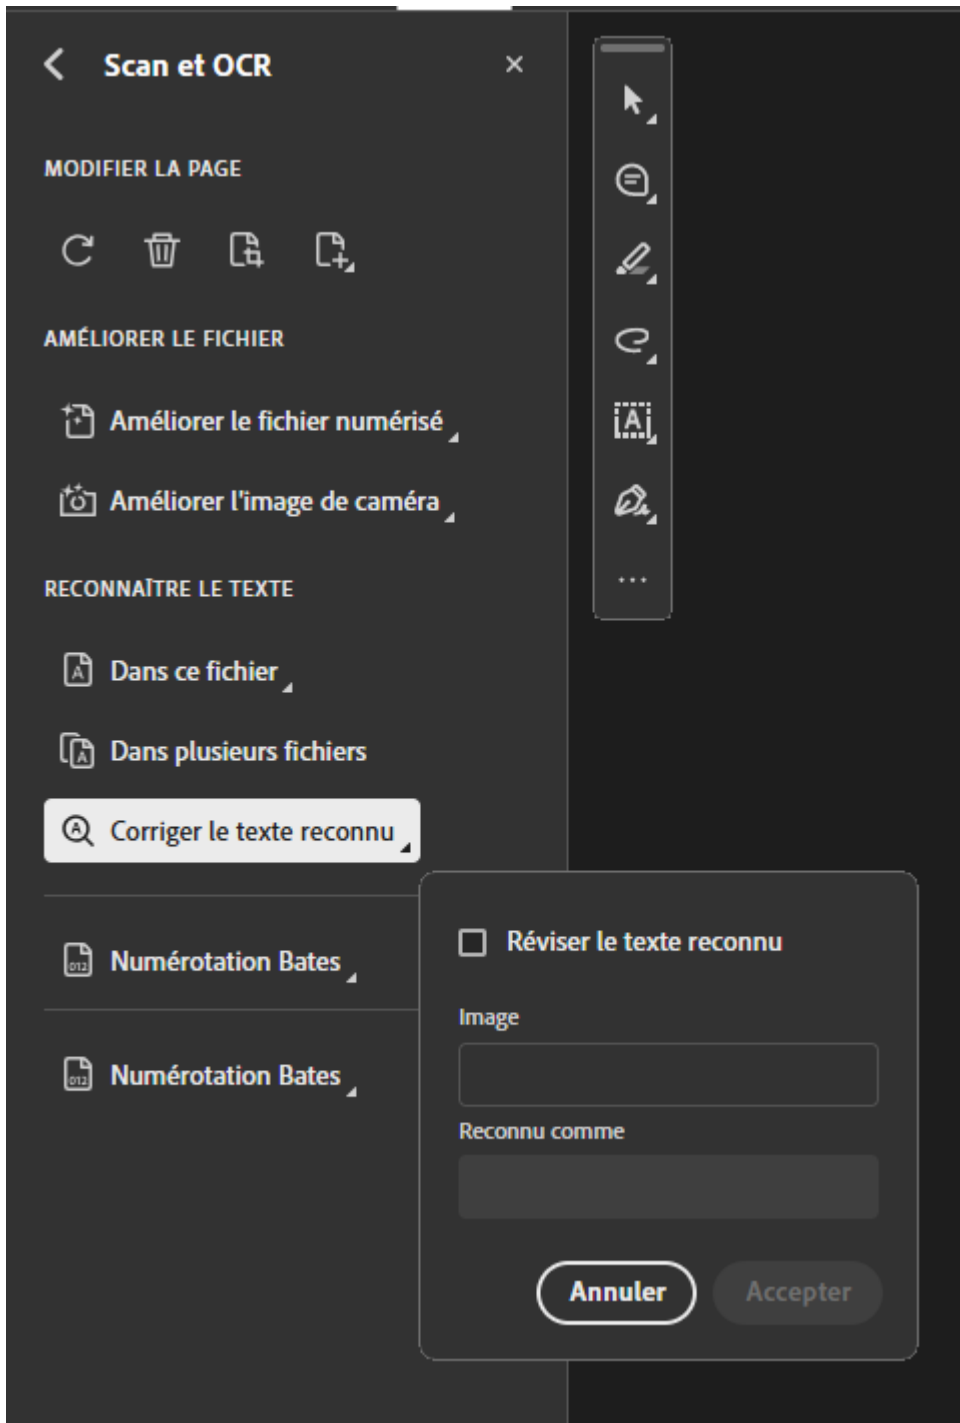 Scan et OCR
MODIFIER LA PAGE
AMÉLIORER LE FICHIER
Améliorer le fichier numérisé
Améliorer l'image de caméra
RECONNAÎTRE LE TEXTE
Dans ce fichier
Dans plusieurs fichiers
Corriger le texte reconnu
Numérotation Bates
Numérotation Bates
Réviser le texte reconnu
Image
Reconnu comme
Annuler
Accepter